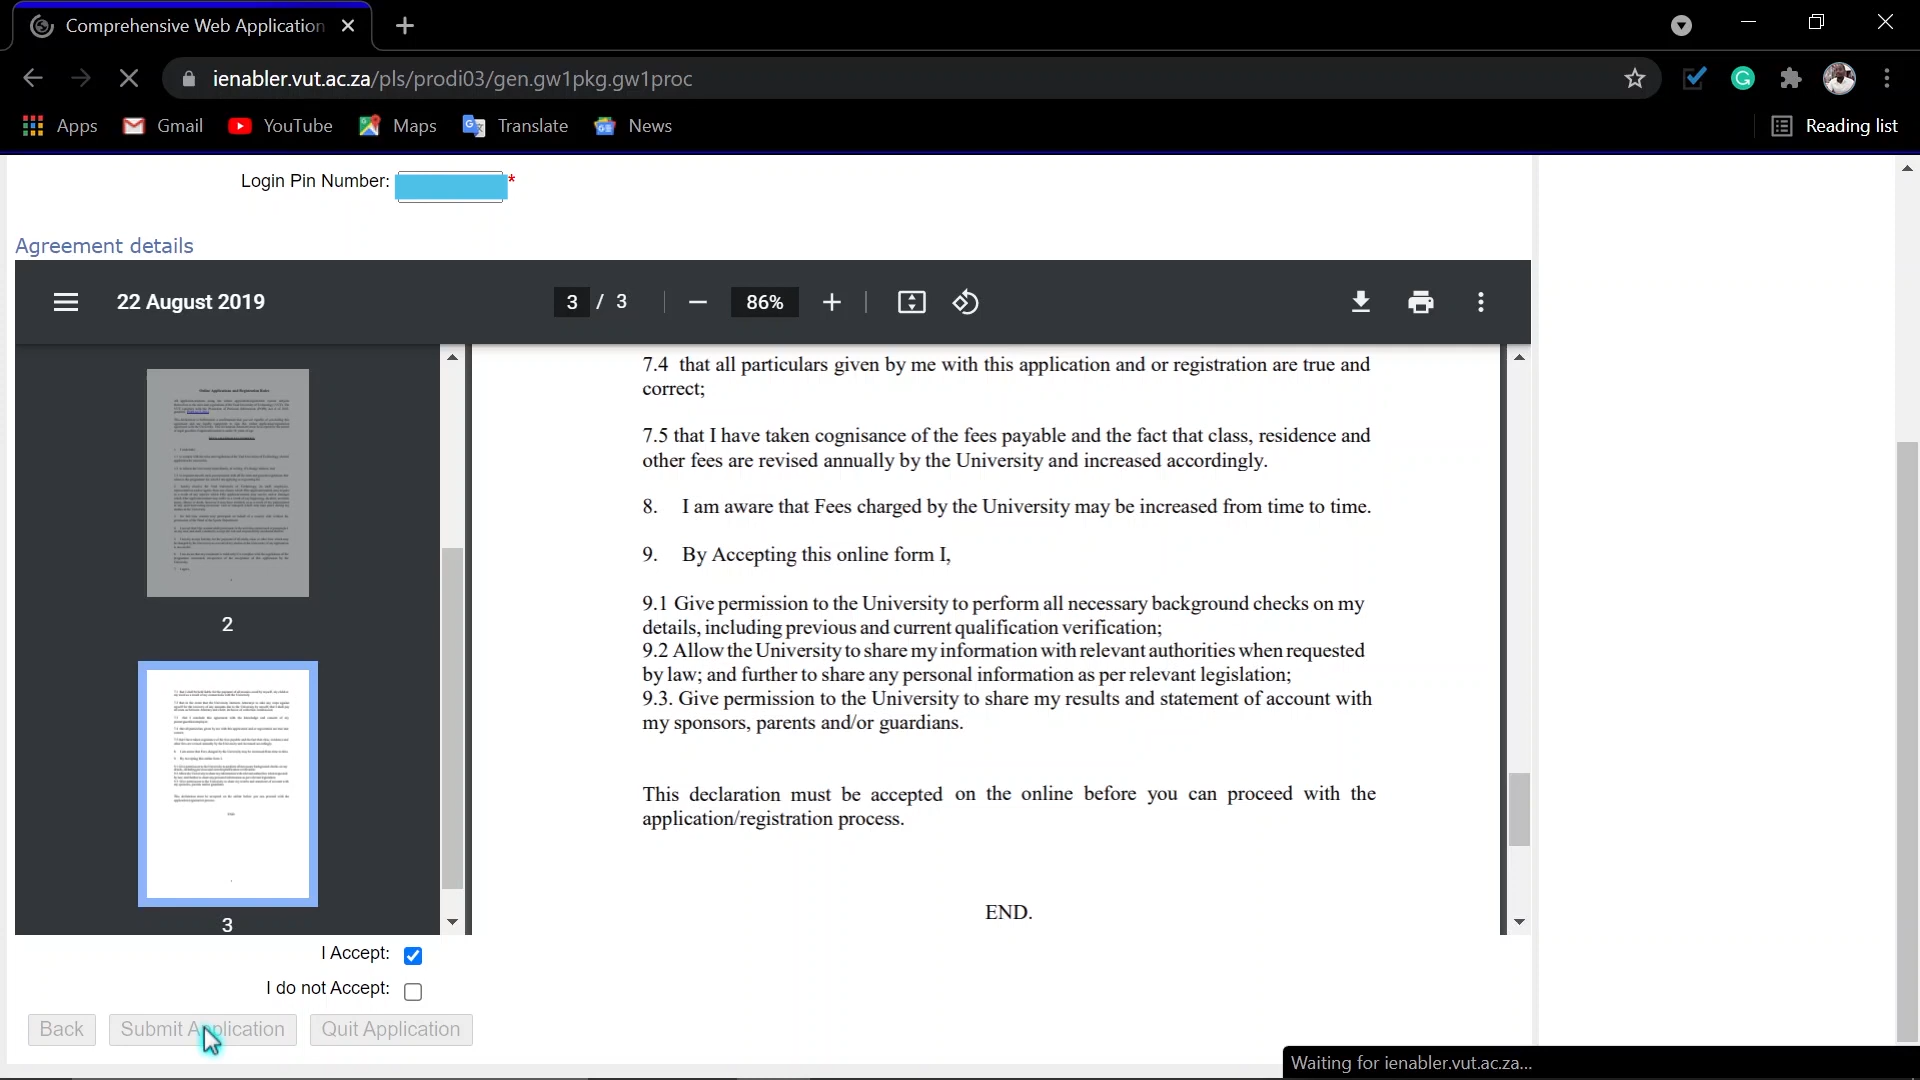 Comprehensive Web Application
ienabler.vut.ac.za/pls/prodi03/gen.gw1pkg.gw1proc
Apps Gmail YouTube Maps Translate News Reading list
Login Pin Number: *
Agreement details
22 August 2019 3 / 3 86%
7.4 that all particulars given by me with this application and or registration are true and
correct;
7.5 that I have taken cognisance of the fees payable and the fact that class, residence and
other fees are revised annually by the University and increased accordingly.
8. I am aware that Fees charged by the University may be increased from time to time.
9. By Accepting this online form I,
9.1 Give permission to the University to perform all necessary background checks on my
details, including previous and current qualification verification;
9.2 Allow the University to share my information with relevant authorities when requested
by law; and further to share any personal information as per relevant legislation;
9.3. Give permission to the University to share my results and statement of account with
my sponsors, parents and/or guardians.
This declaration must be accepted on the online before you can proceed with the
application/registration process.
END.
2
3
I Accept:
I do not Accept:
Back Submit Application Quit Application
Waiting for ienabler.vut.ac.za...